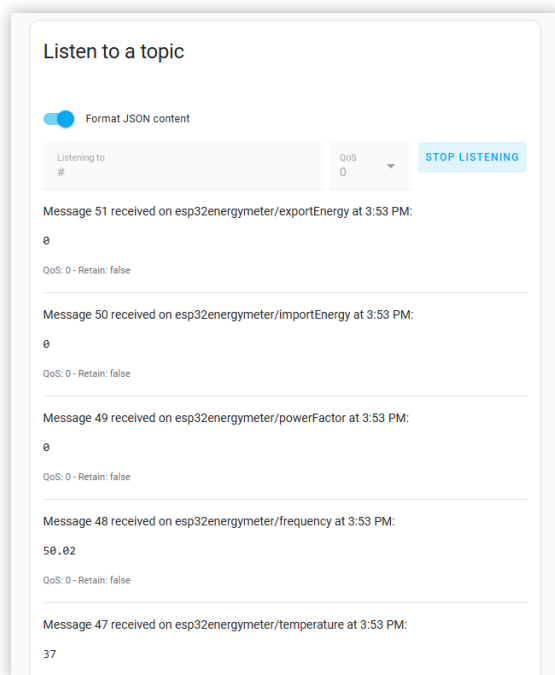 Listen to a topic
Format JSON content
Listening to
#
QoS
0
STOP LISTENING
Message 51 received on esp32energymeter/exportEnergy at 3:53 PM:
0
QoS: 0 - Retain: false
Message 50 received on esp32energymeter/importEnergy at 3:53 PM:
0
QoS: 0 - Retain: false
Message 49 received on esp32energymeter/powerFactor at 3:53 PM:
0
QoS: 0 - Retain: false
Message 48 received on esp32energymeter/frequency at 3:53 PM:
50.02
QoS: 0 - Retain: false
Message 47 received on esp32energymeter/temperature at 3:53 PM:
37